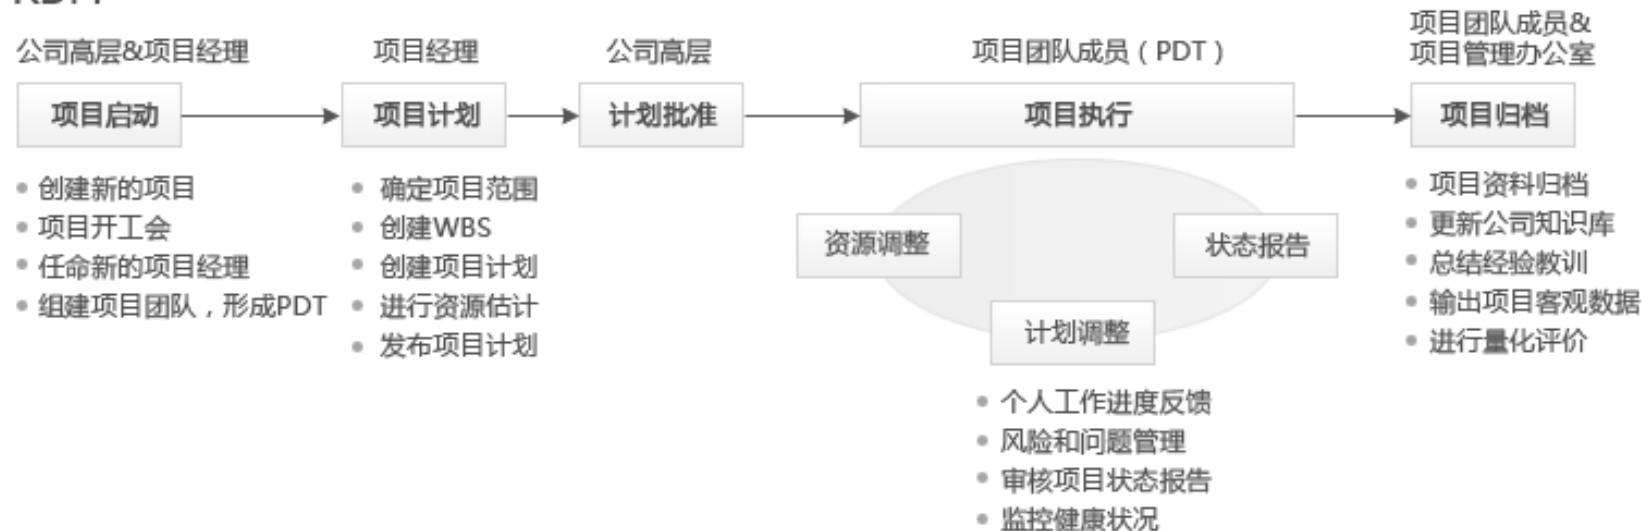 公司高层&项目经理
项目启动
创建新的项目
项目开工会
任命新的项目经理
组建项目团队，形成PDT
项目经理
项目计划
确定项目范围
创建WBS
创建项目计划
进行资源估计
发布项目计划
公司高层
计划批准
项目团队成员（PDT）
项目执行
资源调整
状态报告
计划调整
个人工作进度反馈
风险和问题管理
审核项目状态报告
监控健康状况
项目团队成员&
项目管理办公室
项目归档
项目资料归档
更新公司知识库
总结经验教训
输出项目客观数据
进行量化评价